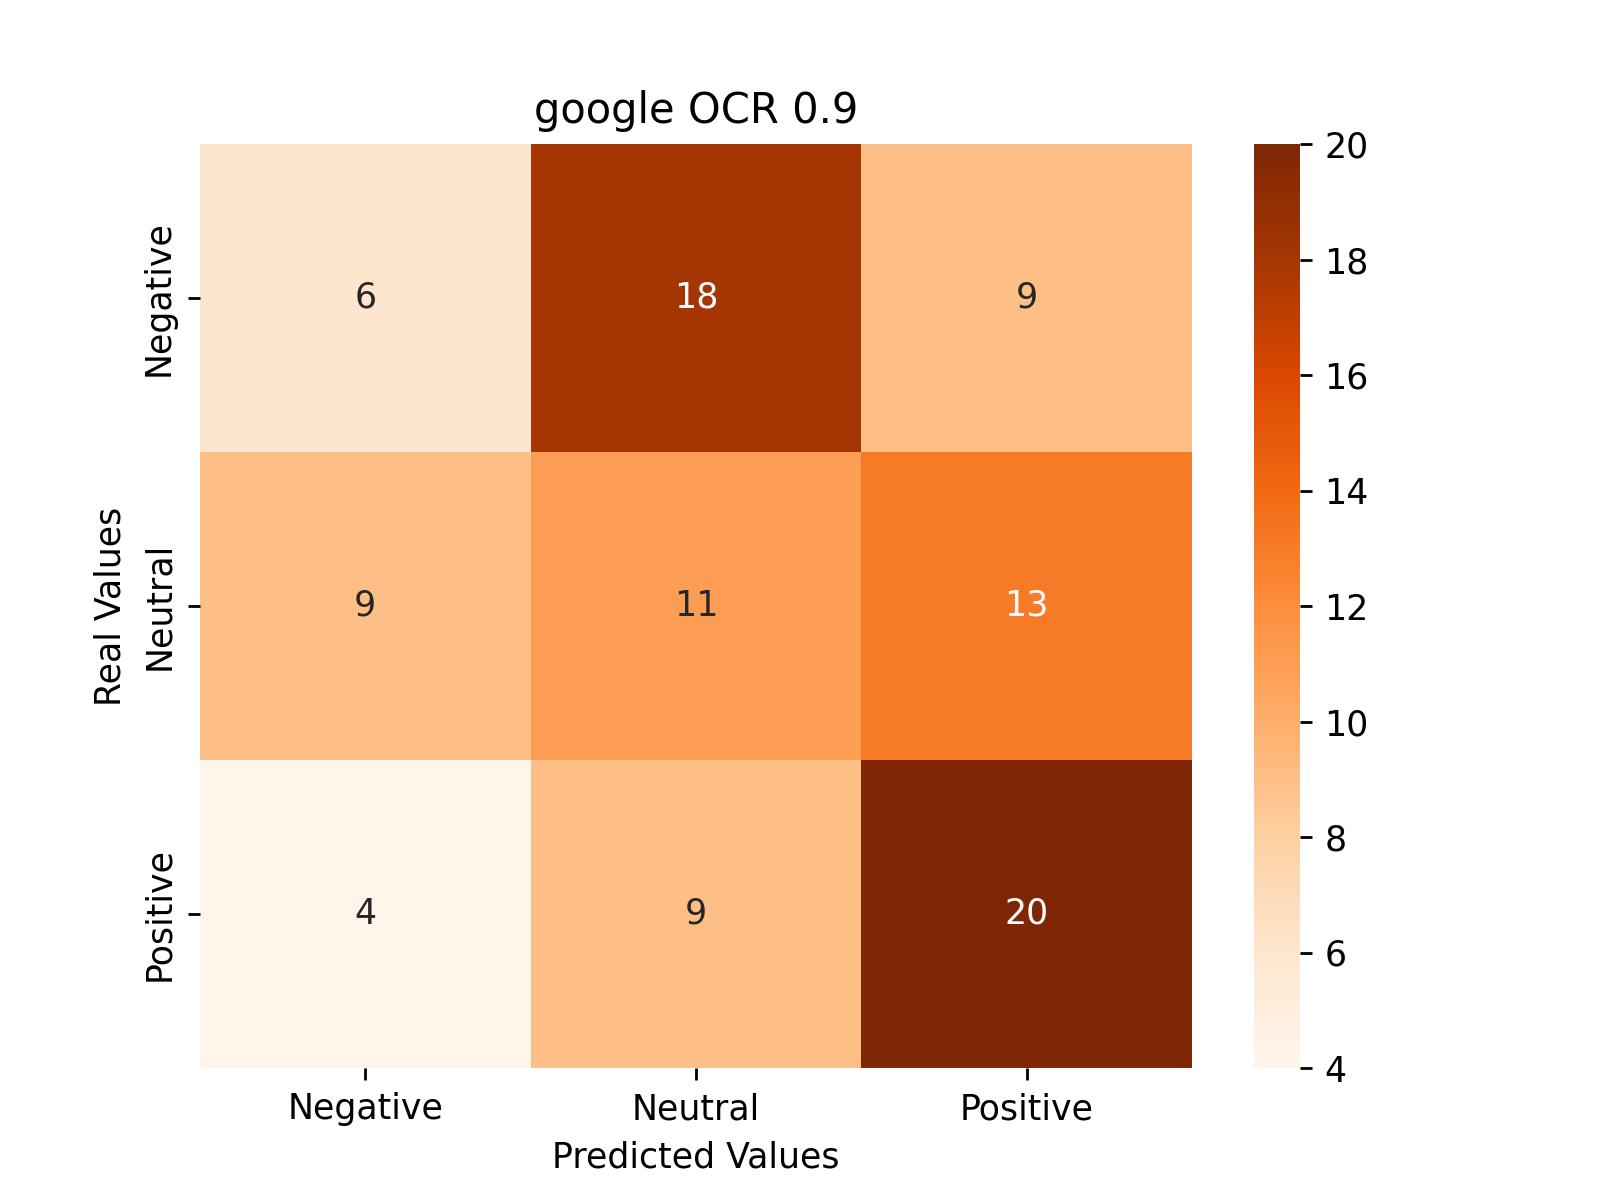 google OCR 0.9
Real Values
Negative
6
18
9
Neutral
9
11
13
Positive
4
9
20
Negative
Neutral
Positive
Predicted Values
20
18
16
14
12
10
8
6
4